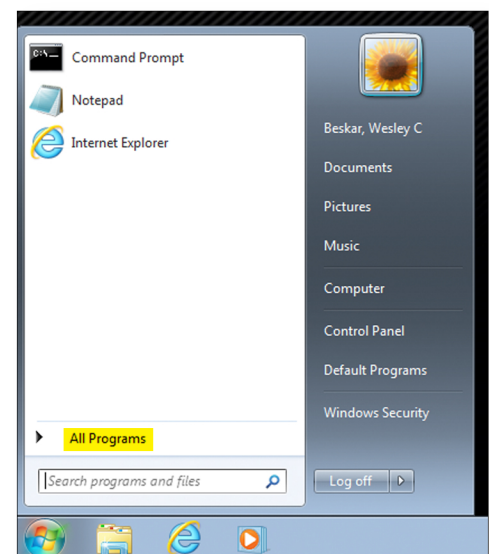 Command Prompt
Notepad
Internet Explorer
All Programs
Search programs and files
Beskar, Wesley C
Documents
Pictures
Music
Computer
Control Panel
Default Programs
Windows Security
Log off